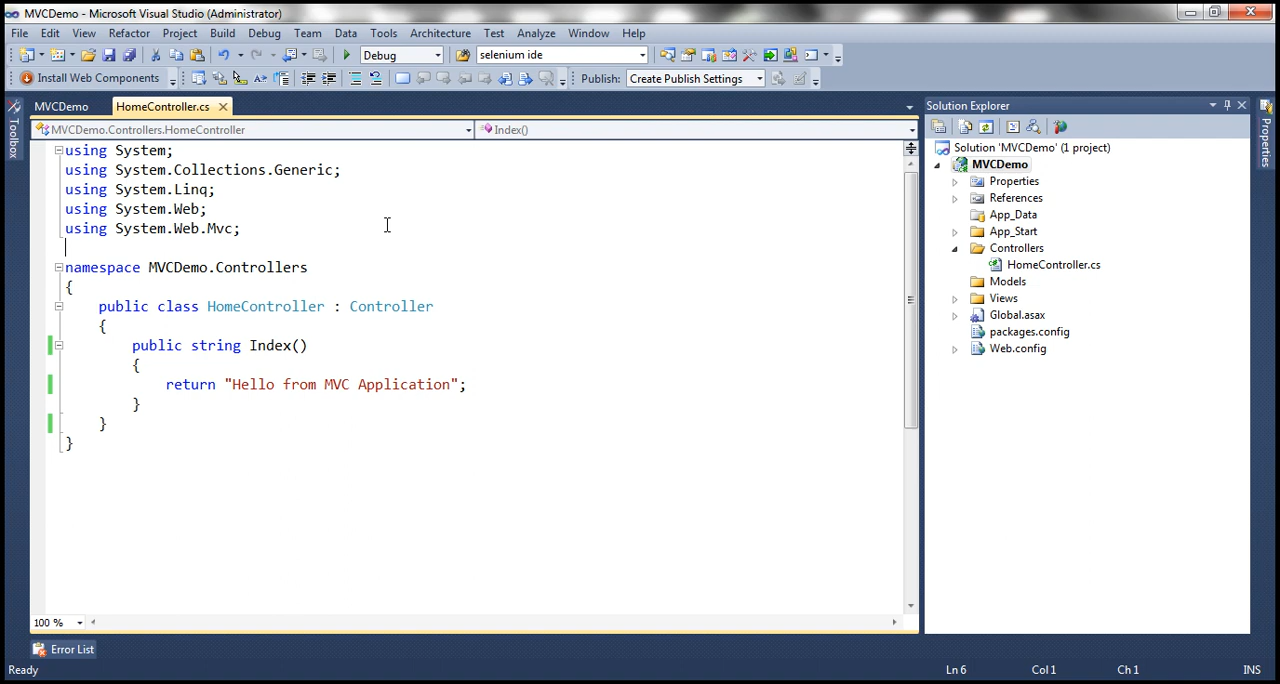 MVCDemo - Microsoft Visual Studio (Administrator)
File Edit View Refactor Project Build Debug Team Data Tools Architecture Test Analyze Window Help
Debug selenium ide
Install Web Components Publish: Create Publish Settings
MVCDemo HomeController.cs
Solution Explorer
Toolbox
Properties
MVCDemo.Controllers.HomeController Index()
using System;
using System.Collections.Generic;
using System.Linq;
using System.Web;
using System.Web.Mvc;
namespace MVCDemo.Controllers
{
public class HomeController : Controller
{
public string Index()
{
return "Hello from MVC Application";
}
}
}
Solution 'MVCDemo' (1 project)
MVCDemo
Properties
References
App_Data
App_Start
Controllers
HomeController.cs
Models
Views
Global.asax
packages.config
Web.config
100 %
Error List
Ready Ln 6 Col 1 Ch 1 INS